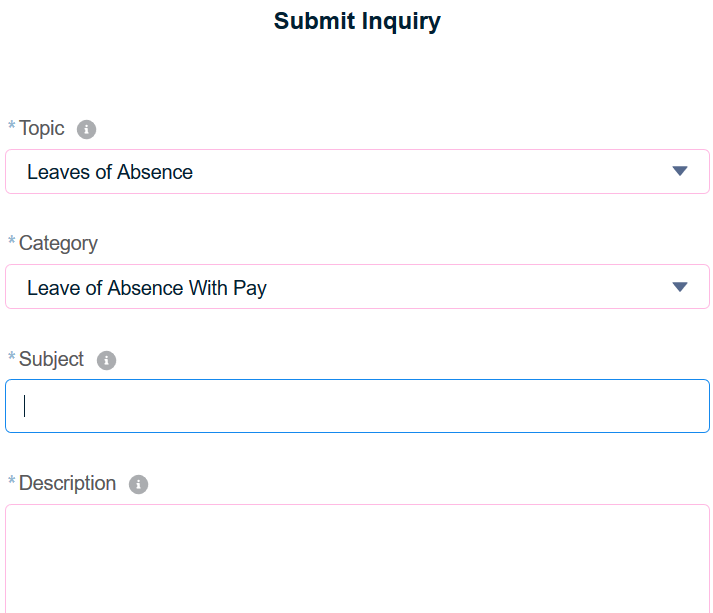 Submit Inquiry
* Topic
Leaves of Absence
* Category
Leave of Absence With Pay
* Subject
* Description